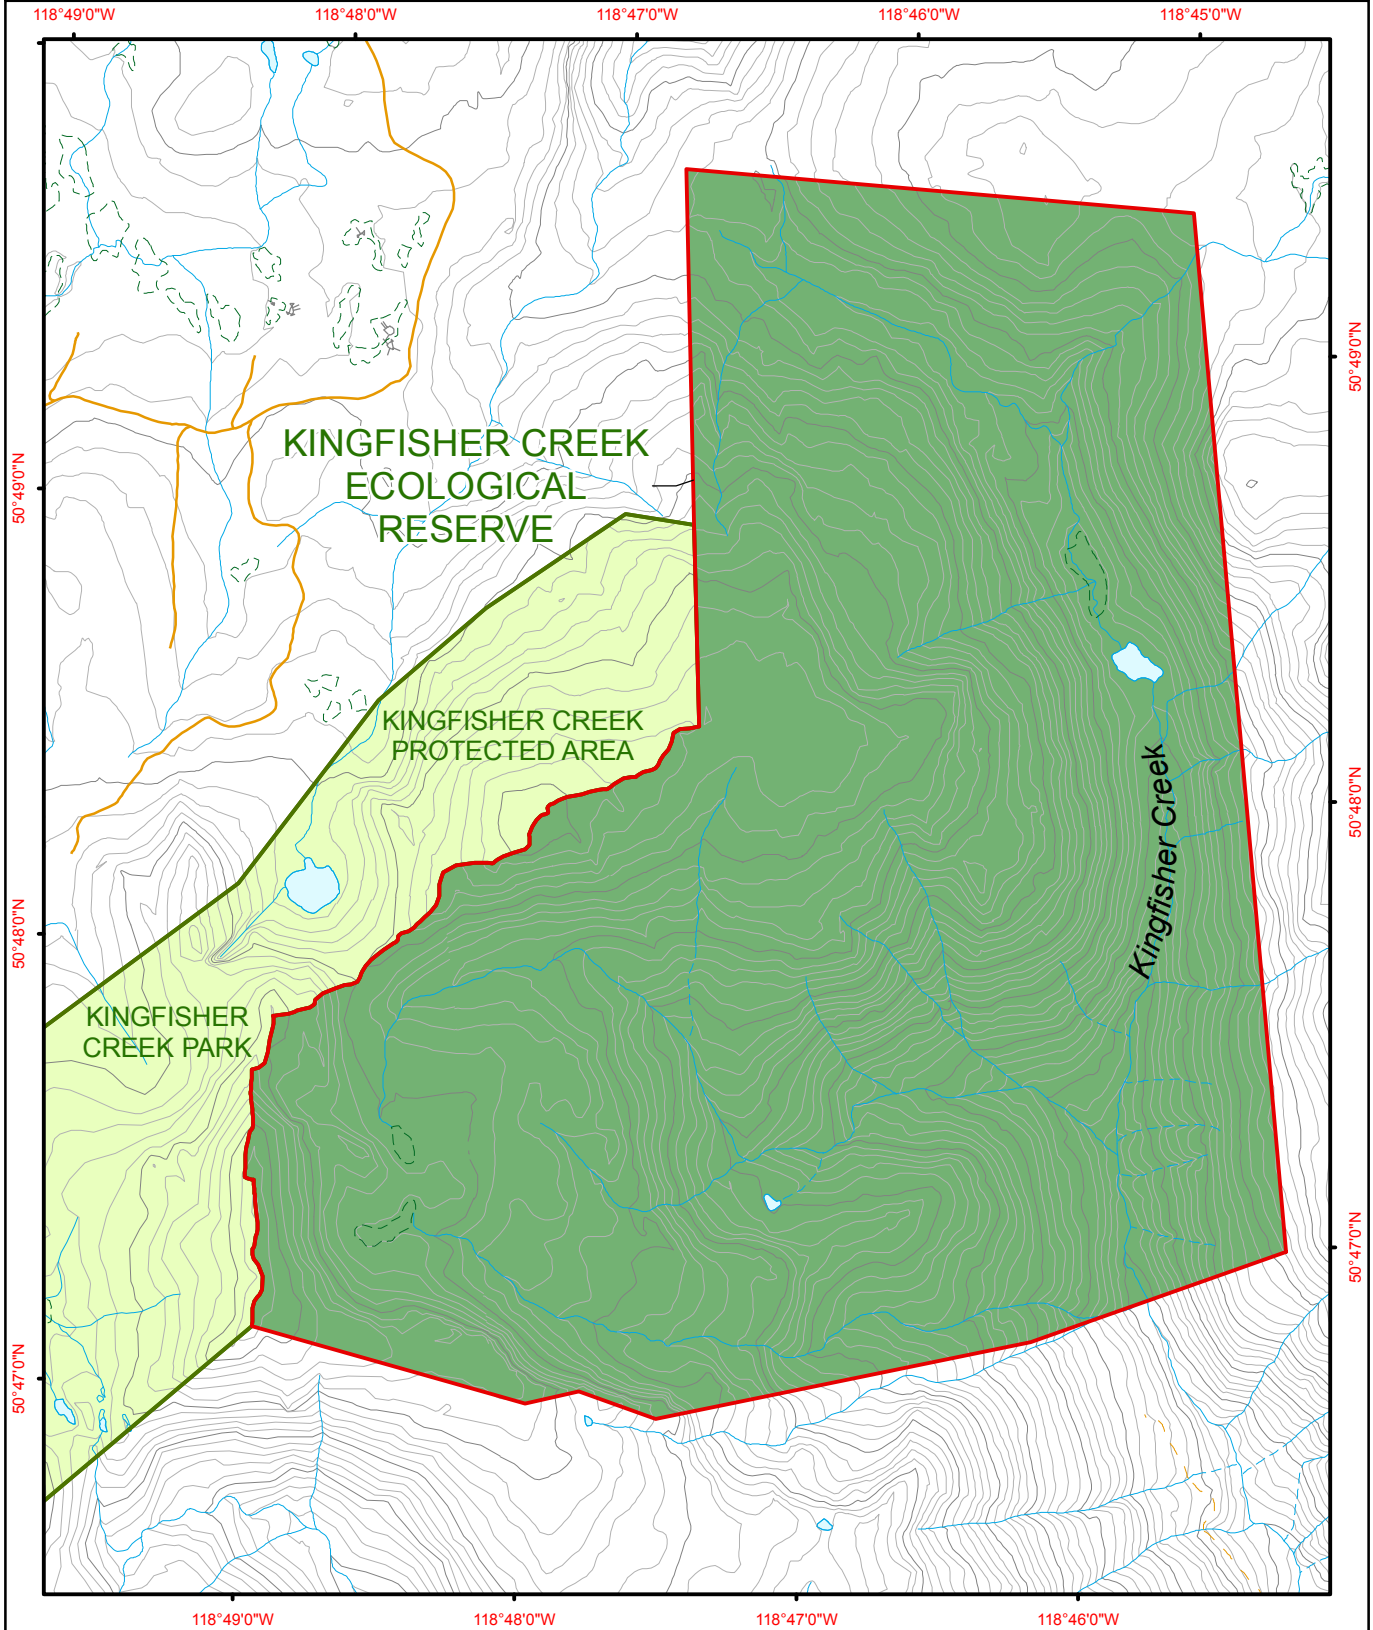 118°49'0"W
118°48'0"W
118°47'0"W
118°46'0"W
118°45'0"W
50°49'0"N
50°49'0"N
KINGFISHER CREEK
ECOLOGICAL
RESERVE
KINGFISHER CREEK
PROTECTED AREA
50°48'0"N
Kingfisher Creek
50°48'0"N
KINGFISHER
CREEK PARK
50°47'0"N
50°47'0"N
118°49'0"W
118°48'0"W
118°47'0"W
118°46'0"W